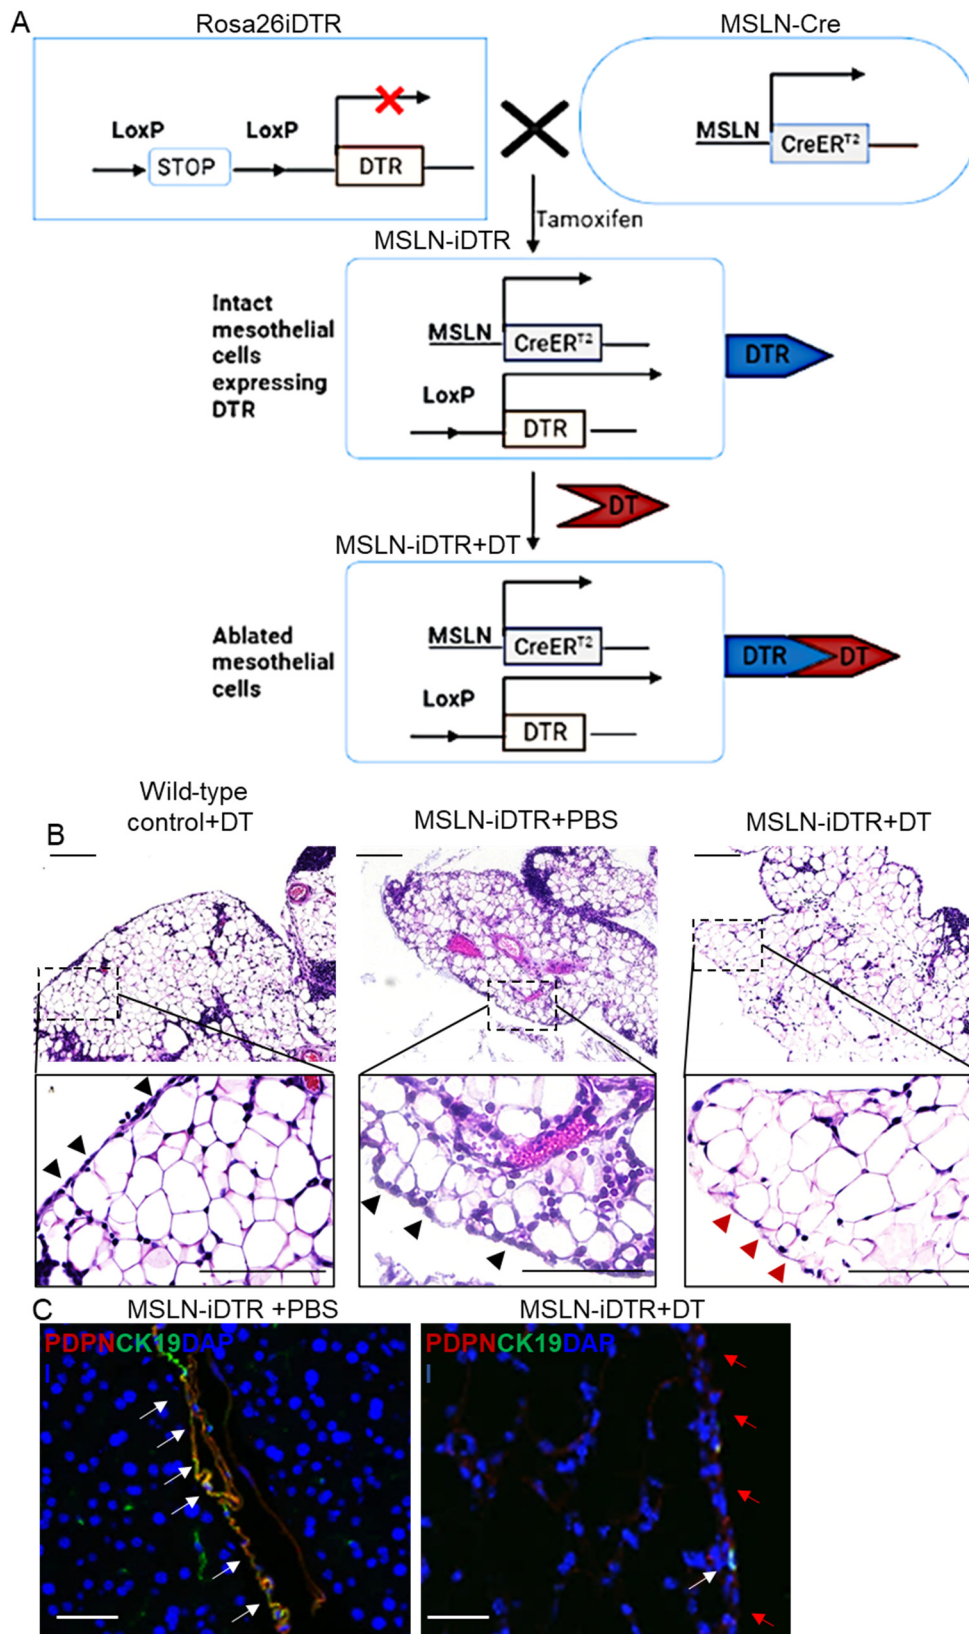 A
Rosa26iDTR
MSLN-Cre
LoxP
LoxP
STOP
DTR
MSLN
CreERT2
Tamoxifen
MSLN-iDTR
Intact
mesothelial
cells
expressing
DTR
MSLN
CreERT2
LoxP
DTR
DTR
DT
MSLN-iDTR+DT
Ablated
mesothelial
cells
MSLN
CreERT2
LoxP
DTR
DTR
DT
B
Wild-type
control+DT
MSLN-iDTR+PBS
MSLN-iDTR+DT
C
MSLN-iDTR +PBS
MSLN-iDTR+DT
PDPNCK19DAP
I
PDPNCK19DAP
I